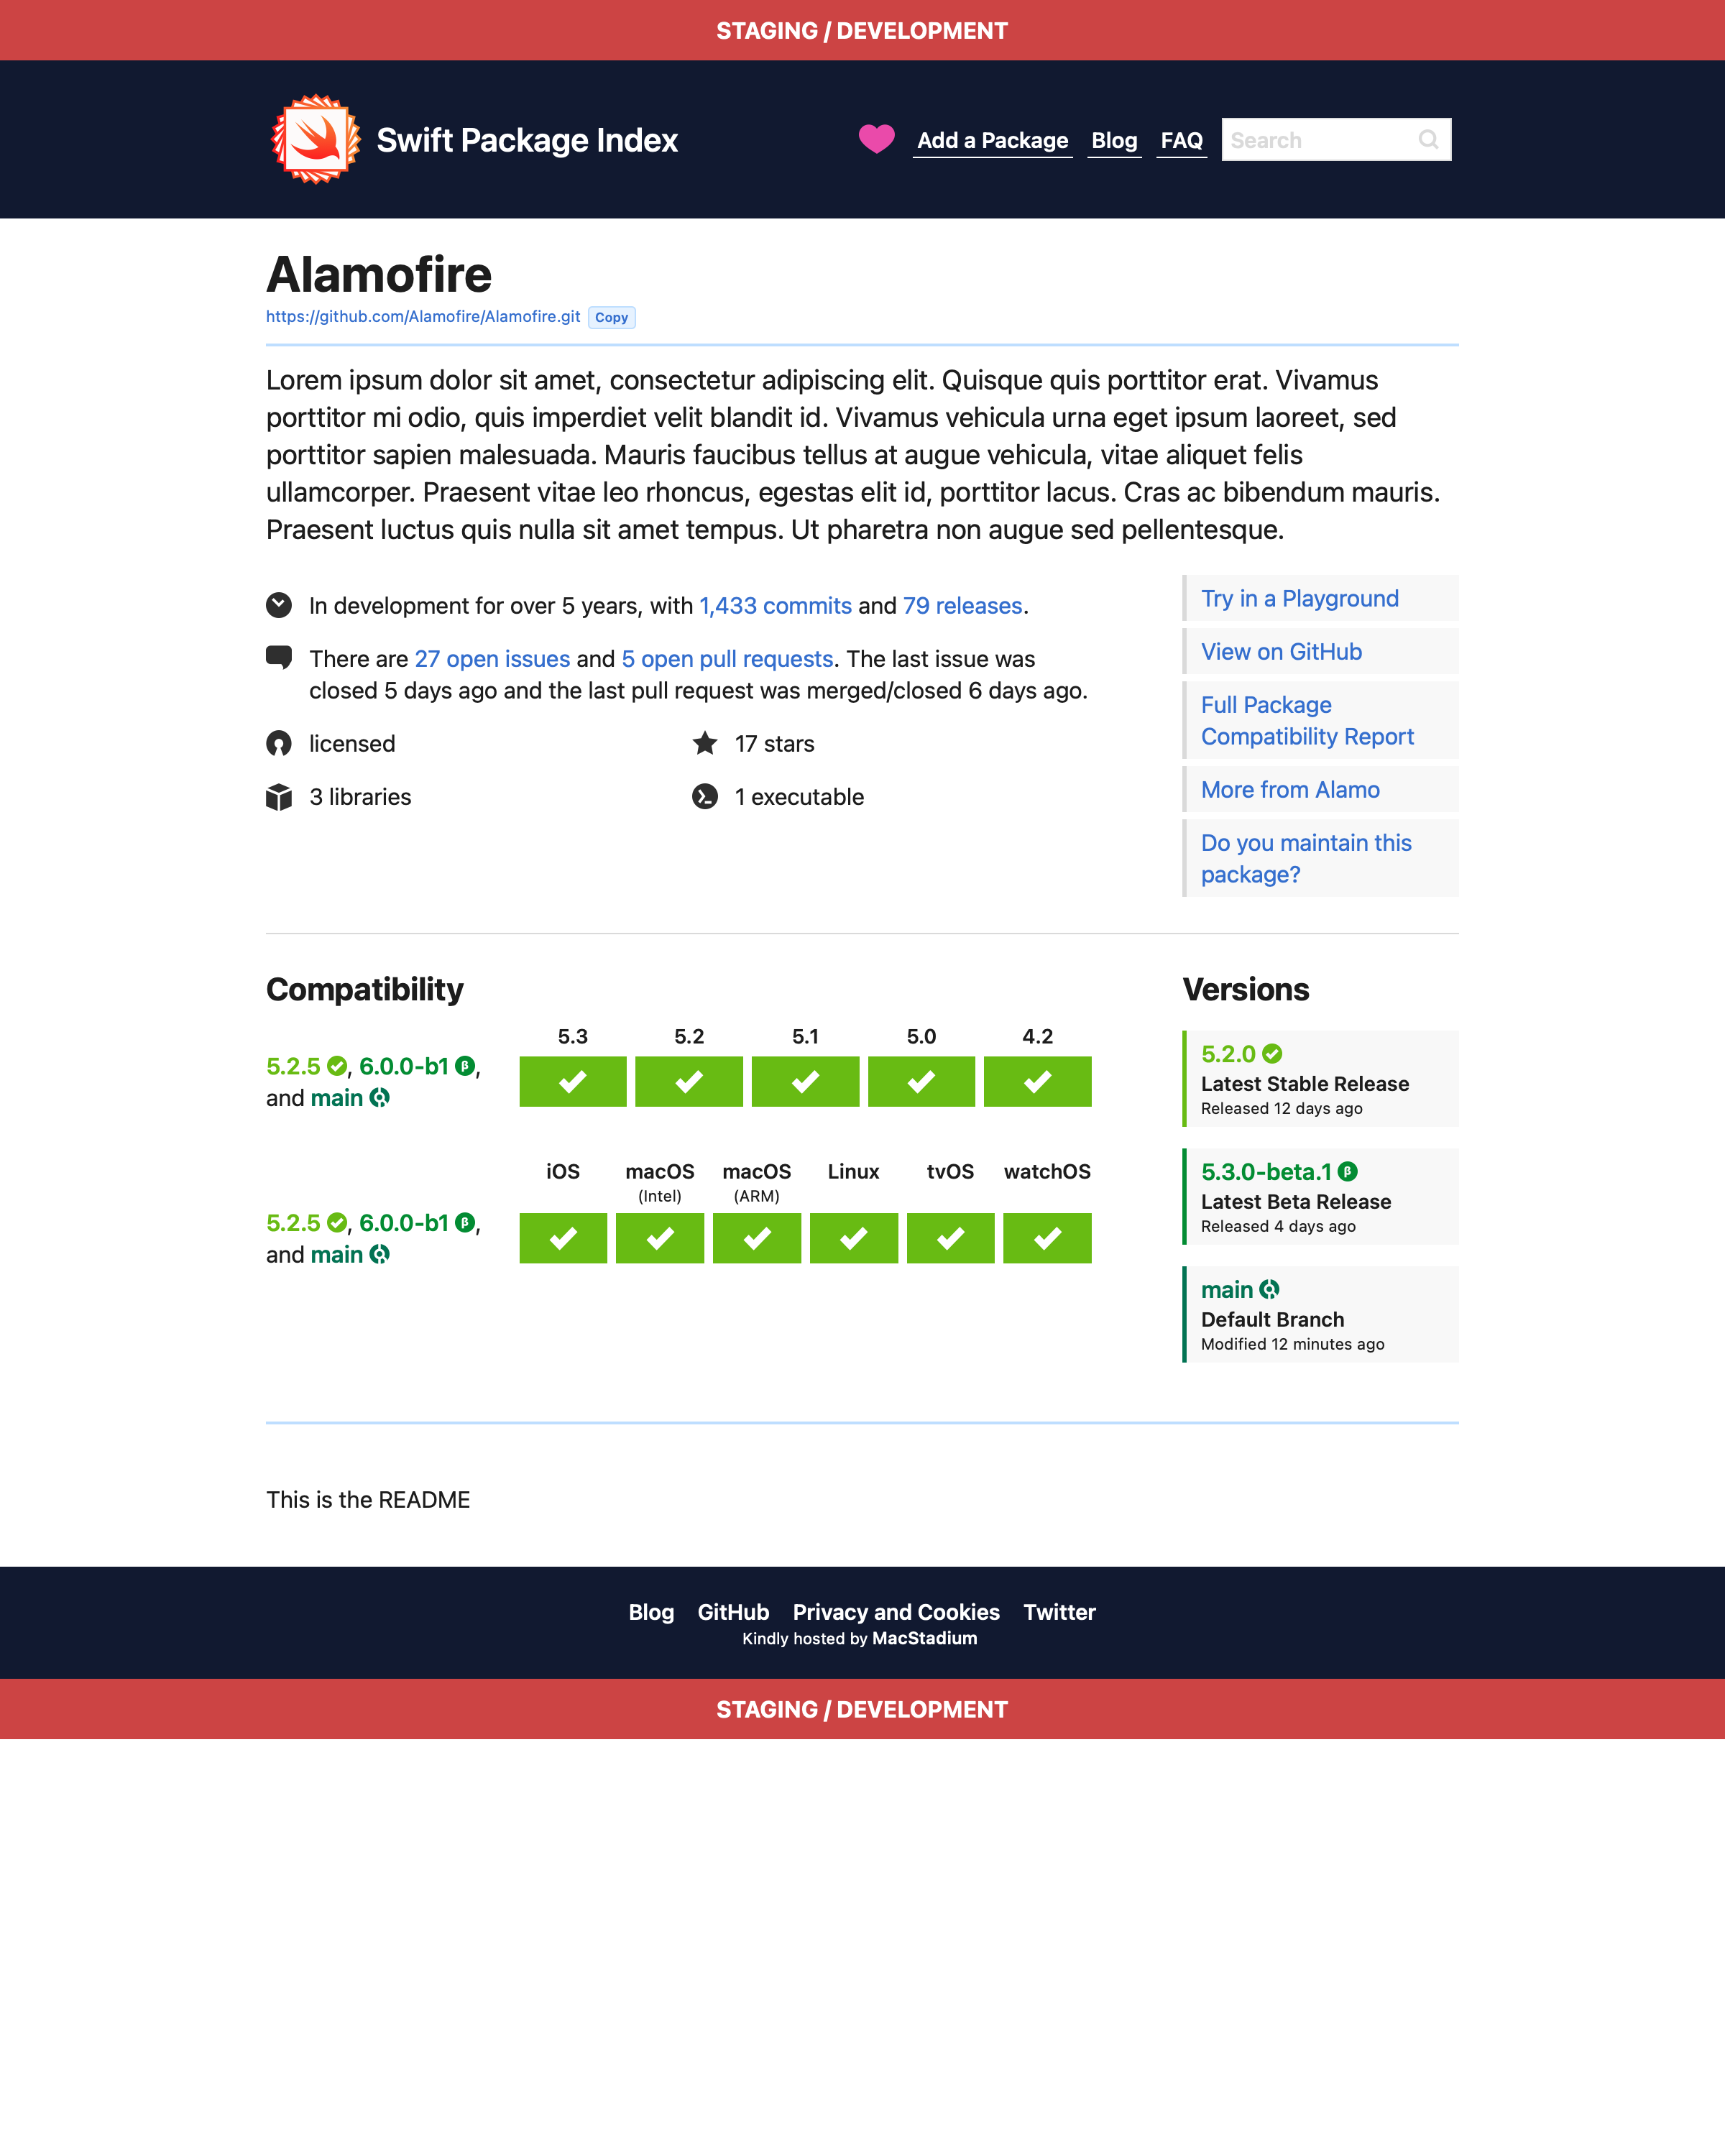 STAGING / DEVELOPMENT
Swift Package Index
Add a Package Blog FAQ Search
Alamofire
https://github.com/Alamofire/Alamofire.git Copy
Lorem ipsum dolor sit amet, consectetur adipiscing elit. Quisque quis porttitor erat. Vivamus
porttitor mi odio, quis imperdiet velit blandit id. Vivamus vehicula urna eget ipsum laoreet, sed
porttitor sapien malesuada. Mauris faucibus tellus at augue vehicula, vitae aliquet felis
ullamcorper. Praesent vitae leo rhoncus, egestas elit id, porttitor lacus. Cras ac bibendum mauris.
Praesent luctus quis nulla sit amet tempus. Ut pharetra non augue sed pellentesque.
In development for over 5 years, with 1,433 commits and 79 releases.
There are 27 open issues and 5 open pull requests. The last issue was
closed 5 days ago and the last pull request was merged/closed 6 days ago.
licensed
17 stars
3 libraries
1 executable
Try in a Playground
View on GitHub
Full Package
Compatibility Report
More from Alamo
Do you maintain this
package?
Compatibility
5.3 5.2 5.1 5.0 4.2
5.2.5, 6.0.0-b1 β,
and main
iOS macOS macOS Linux tvOS watchOS
(Intel) (ARM)
5.2.5, 6.0.0-b1 β,
and main
Versions
5.2.0
Latest Stable Release
Released 12 days ago
5.3.0-beta.1 β
Latest Beta Release
Released 4 days ago
main
Default Branch
Modified 12 minutes ago
This is the README
Blog GitHub Privacy and Cookies Twitter
Kindly hosted by MacStadium
STAGING / DEVELOPMENT